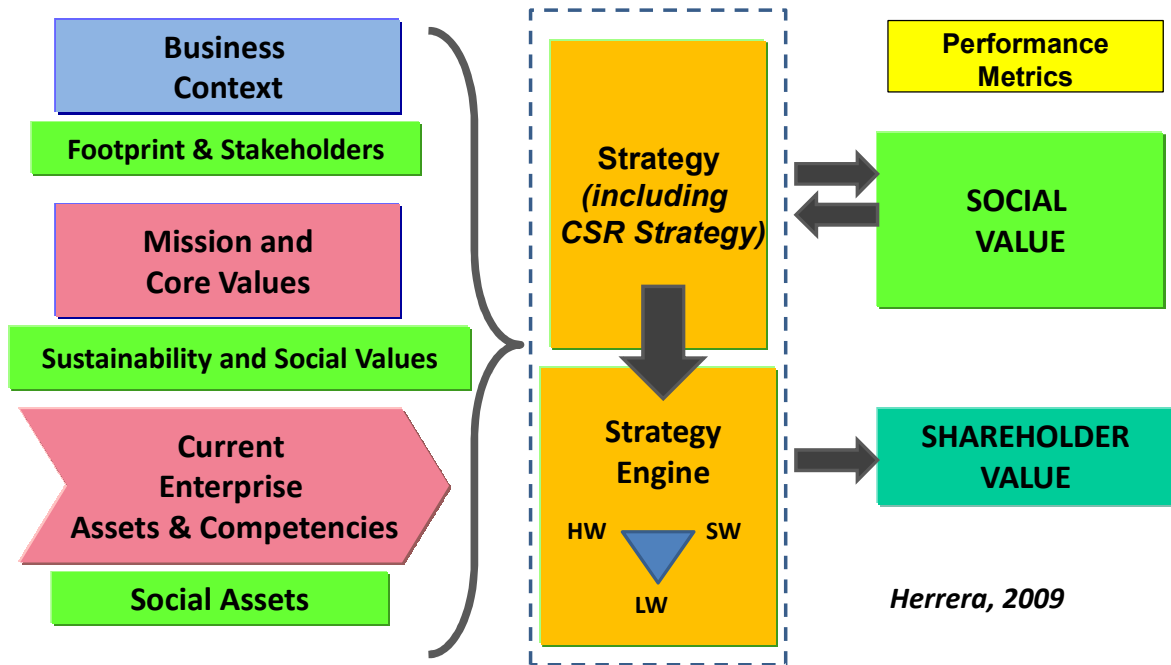 Business
Context
Footprint & Stakeholders
Mission and
Core Values
Sustainability and Social Values
Current
Enterprise
Assets & Competencies
Social Assets
Strategy
(including
CSR Strategy)
Strategy
Engine
HW
SW
LW
Performance
Metrics
SOCIAL
VALUE
SHAREHOLDER
VALUE
Herrera, 2009